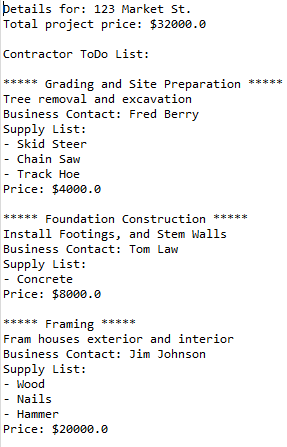 Details for: 123 Market St.
Total project price: $32000.0
Contractor ToDo List:
***** Grading and Site Preparation *****
Tree removal and excavation
Business Contact: Fred Berry
Supply List:
- Skid Steer
- Chain Saw
- Track Hoe
Price: $4000.0
***** Foundation Construction *****
Install Footings, and Stem Walls
Business Contact: Tom Law
Supply List:
- Concrete
Price: $8000.0
***** Framing *****
Fram houses exterior and interior
Business Contact: Jim Johnson
Supply List:
- Wood
- Nails
- Hammer
Price: $20000.0